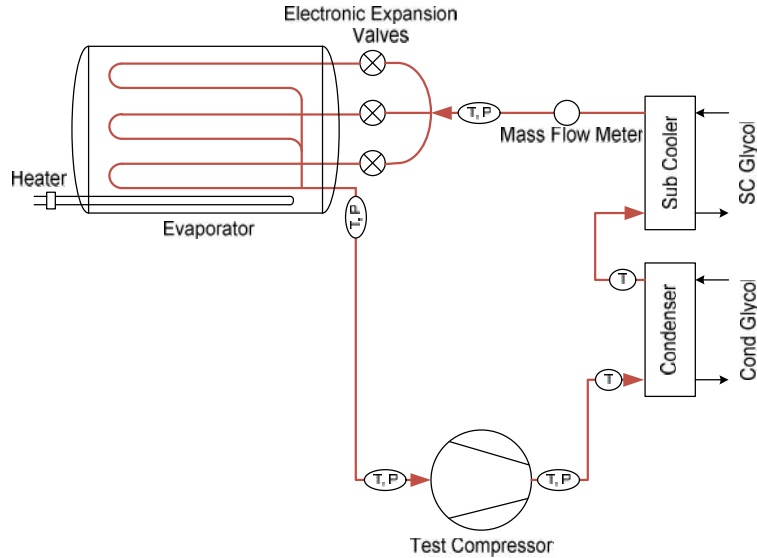 Electronic Expansion
Valves
T, P
Mass Flow Meter
Sub Cooler
SC Glycol
Heater
Evaporator
T, P
T
Condenser
Cond Glycol
T
T, P
T, P
Test Compressor